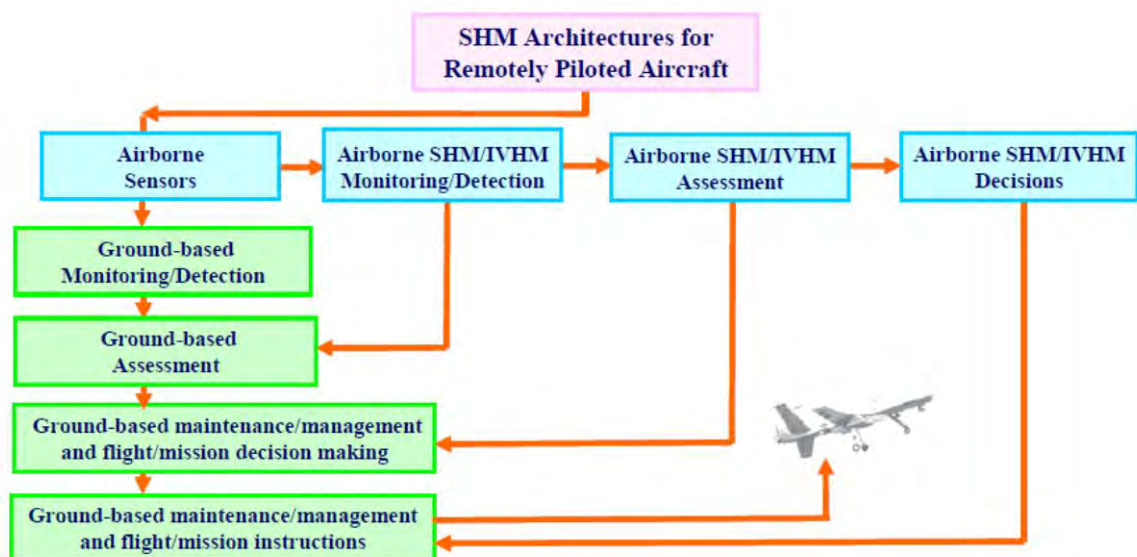 SHM Architectures for
Remotely Piloted Aircraft
Airborne
Sensors
Airborne SHM/IVHM
Monitoring/Detection
Airborne SHM/IVHM
Assessment
Airborne SHM/IVHM
Decisions
Ground-based
Monitoring/Detection
Ground-based
Assessment
Ground-based maintenance/management
and flight/mission decision making
Ground-based maintenance/management
and flight/mission instructions